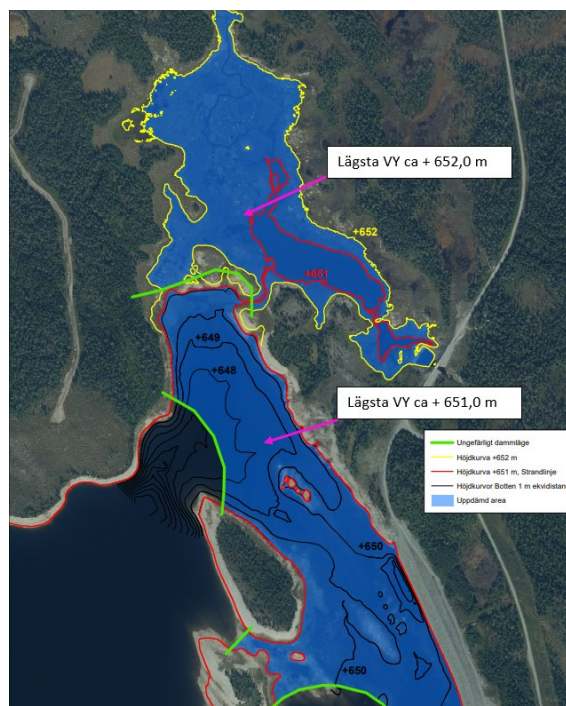 Lägsta VY ca + 652,0 m
+652
+651
+649
+648
Lägsta VY ca + 651,0 m
Ungefärligt dammläge
Höjdkurva +652 m
Höjdkurva +651 m, Strandlinje
Höjdkurvor Botten 1 m ekvidistan
Uppdämd area
+650
+650